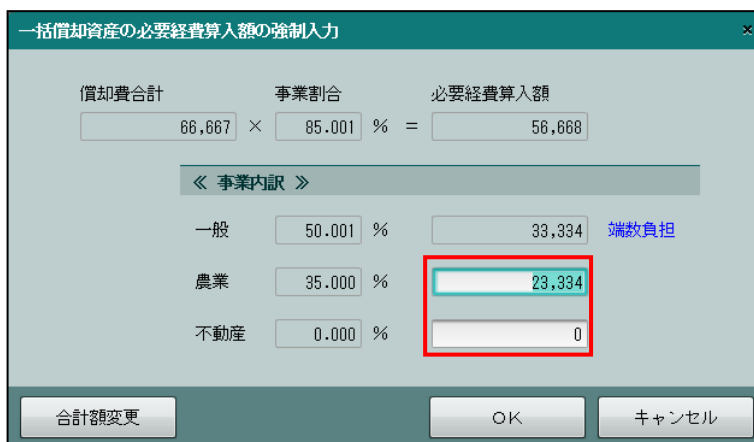 一括償却資産の必要経費算入額の強制入力 ×
償却費合計 事業割合 必要経費算入額
66,667 × 85.001 % = 56,668
≪ 事業内訳 ≫
一般 50.001 % 33,334 端数負担
農業 35.000 % 23,334
不動産 0.000 % 0
合計額変更 OK キャンセル